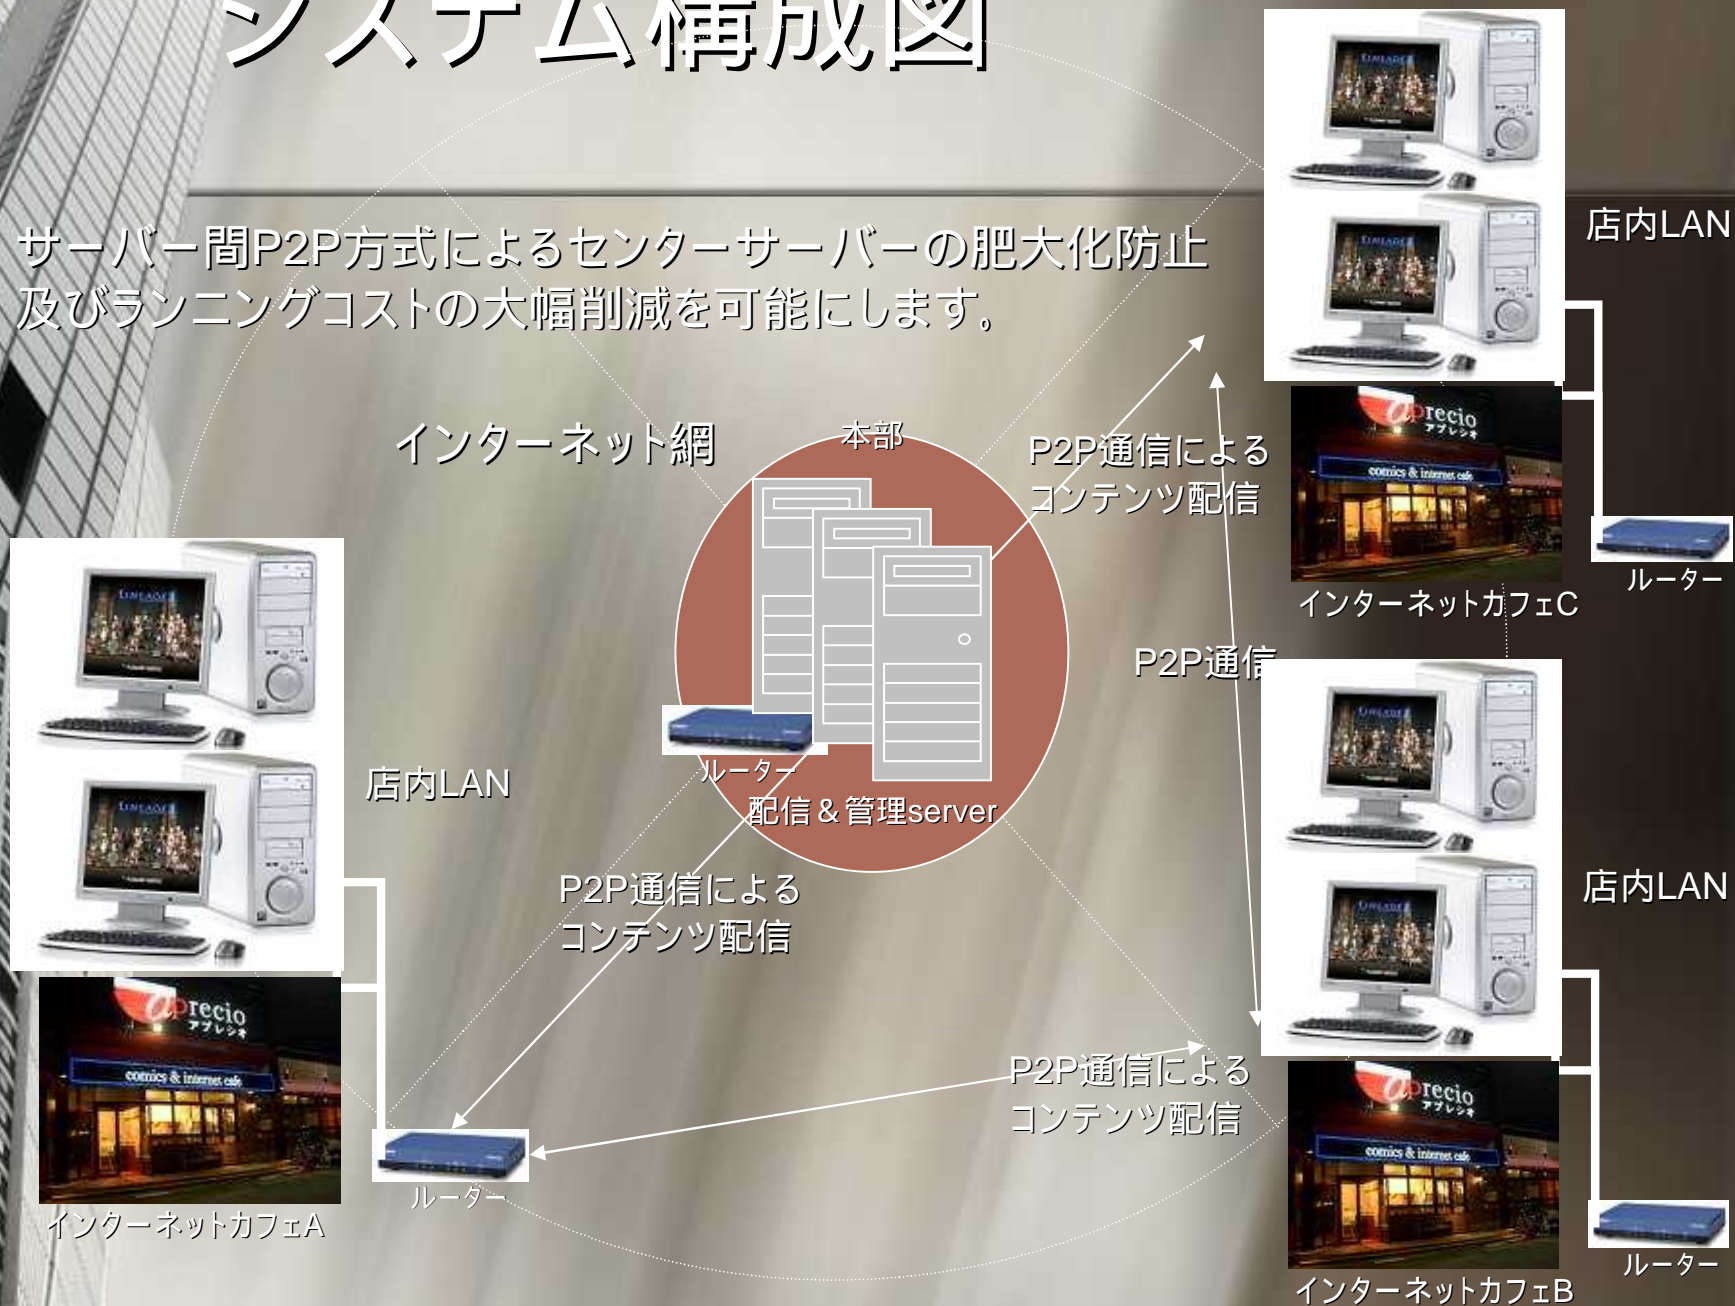 システム構成図
サーバー間P2P方式によるセンターサーバーの肥大化防止
及びランニングコストの大幅削減を可能にします。
インターネット網
本部
P2P通信による
コンテンツ配信
店内LAN
aprecio
アプレシオ
comics & internet cafe
ルーター
インターネットカフェC
P2P通信
ルーター
配信＆管理server
店内LAN
P2P通信による
コンテンツ配信
店内LAN
aprecio
アプレシオ
comics & internet cafe
ルーター
インターネットカフェA
P2P通信による
コンテンツ配信
aprecio
アプレシオ
comics & internet cafe
ルーター
インターネットカフェB